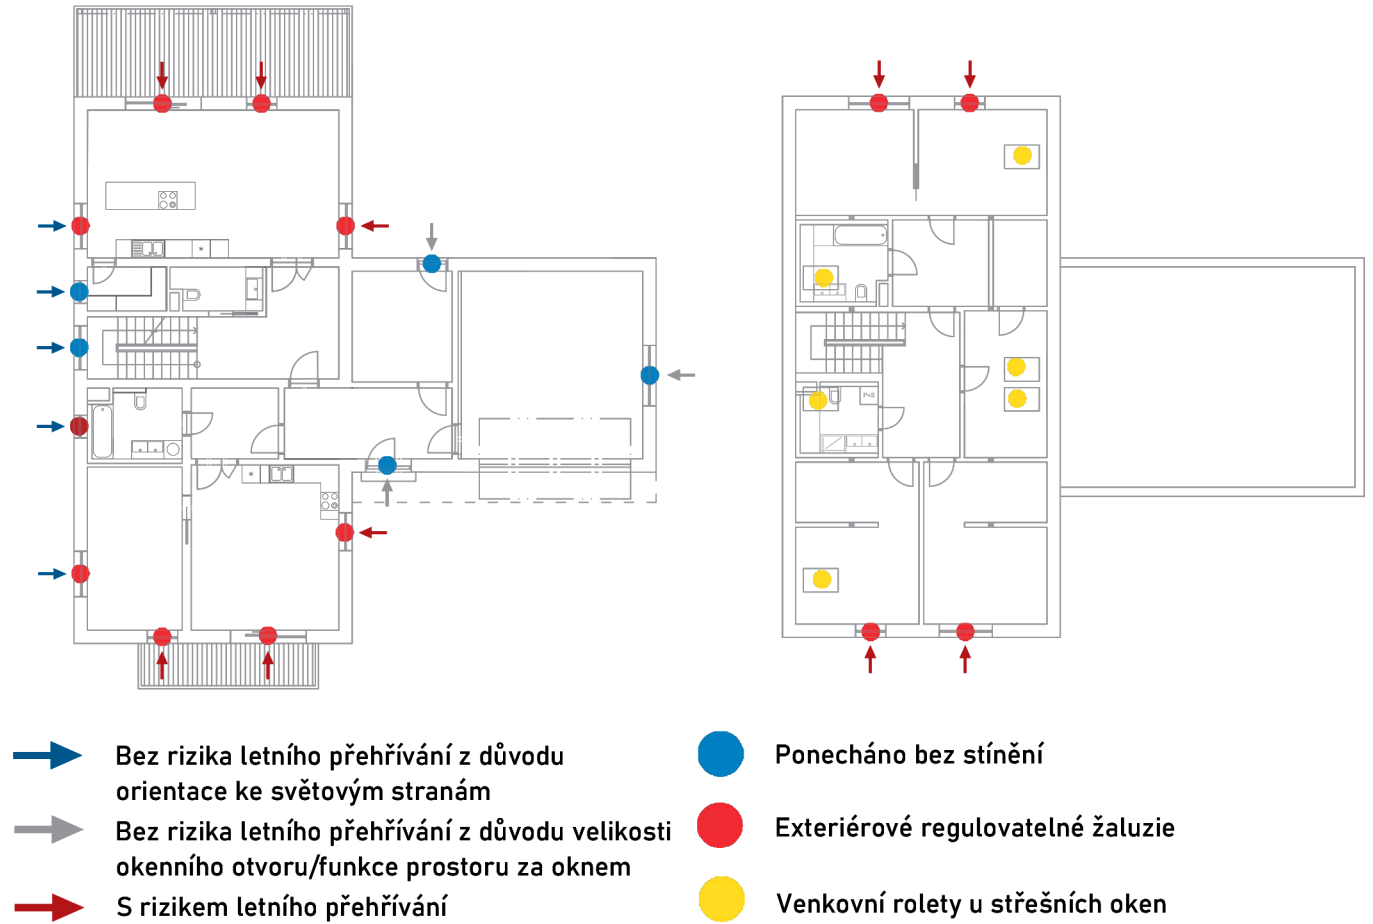 P+S
Bez rizika letního přehřívání z důvodu
orientace ke světovým stranám
Bez rizika letního přehřívání z důvodu velikosti
okenního otvoru/funkce prostoru za oknem
S rizikem letního přehřívání
Ponecháno bez stínění
Exteriérové regulovatelné žaluzie
Venkovní rolety u střešních oken